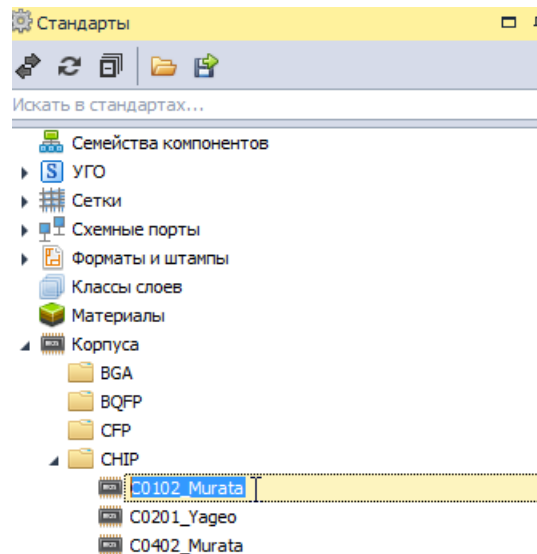 Стандарты
Искать в стандартах...
Семейства компонентов
S УГО
Сетки
Схемные порты
Форматы и штампы
Классы слоев
Материалы
Корпуса
BGA
BQFP
CFP
CHIP
C0102_Murata
C0201_Yageo
C0402_Murata